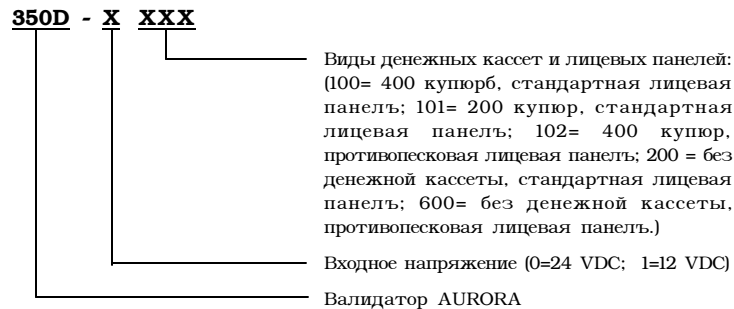 350D - X XXX
Виды денежных кассет и лицевых панелей:
(100= 400 купюрб, стандартная лицевая
панелъ; 101= 200 купюр, стандартная
лицевая панелъ; 102= 400 купюр,
противопесковая лицевая панелъ; 200 = без
денежной кассеты, стандартная лицевая
панелъ; 600= без денежной кассеты,
противопесковая лицевая панелъ.)
Входное напряжение (0=24 VDC; 1=12 VDC)
Валидатор AURORA